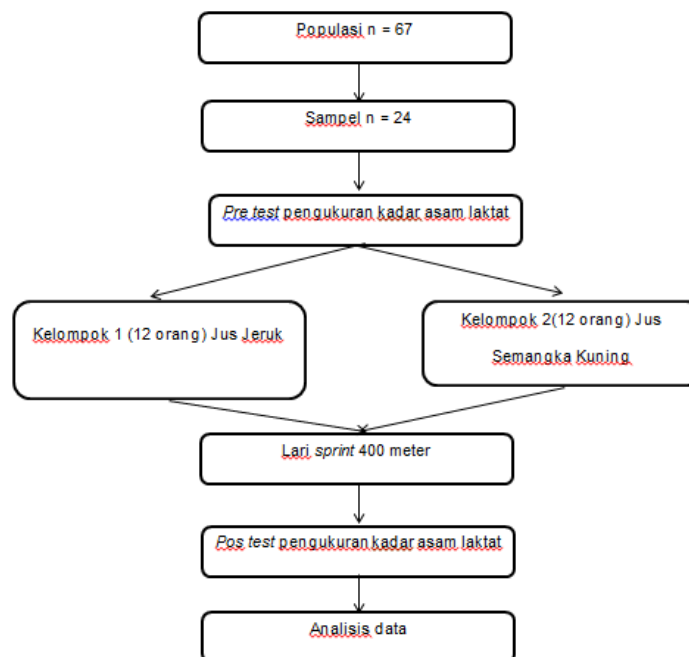 Populasi n = 67
Sampel n = 24
Pre test pengukuran kadar asam laktat
Kelompok 1 (12 orang) Jus Jeruk
Kelompok 2(12 orang) Jus
Semangka Kuning
Lari sprint 400 meter
Pos test pengukuran kadar asam laktat
Analisis data